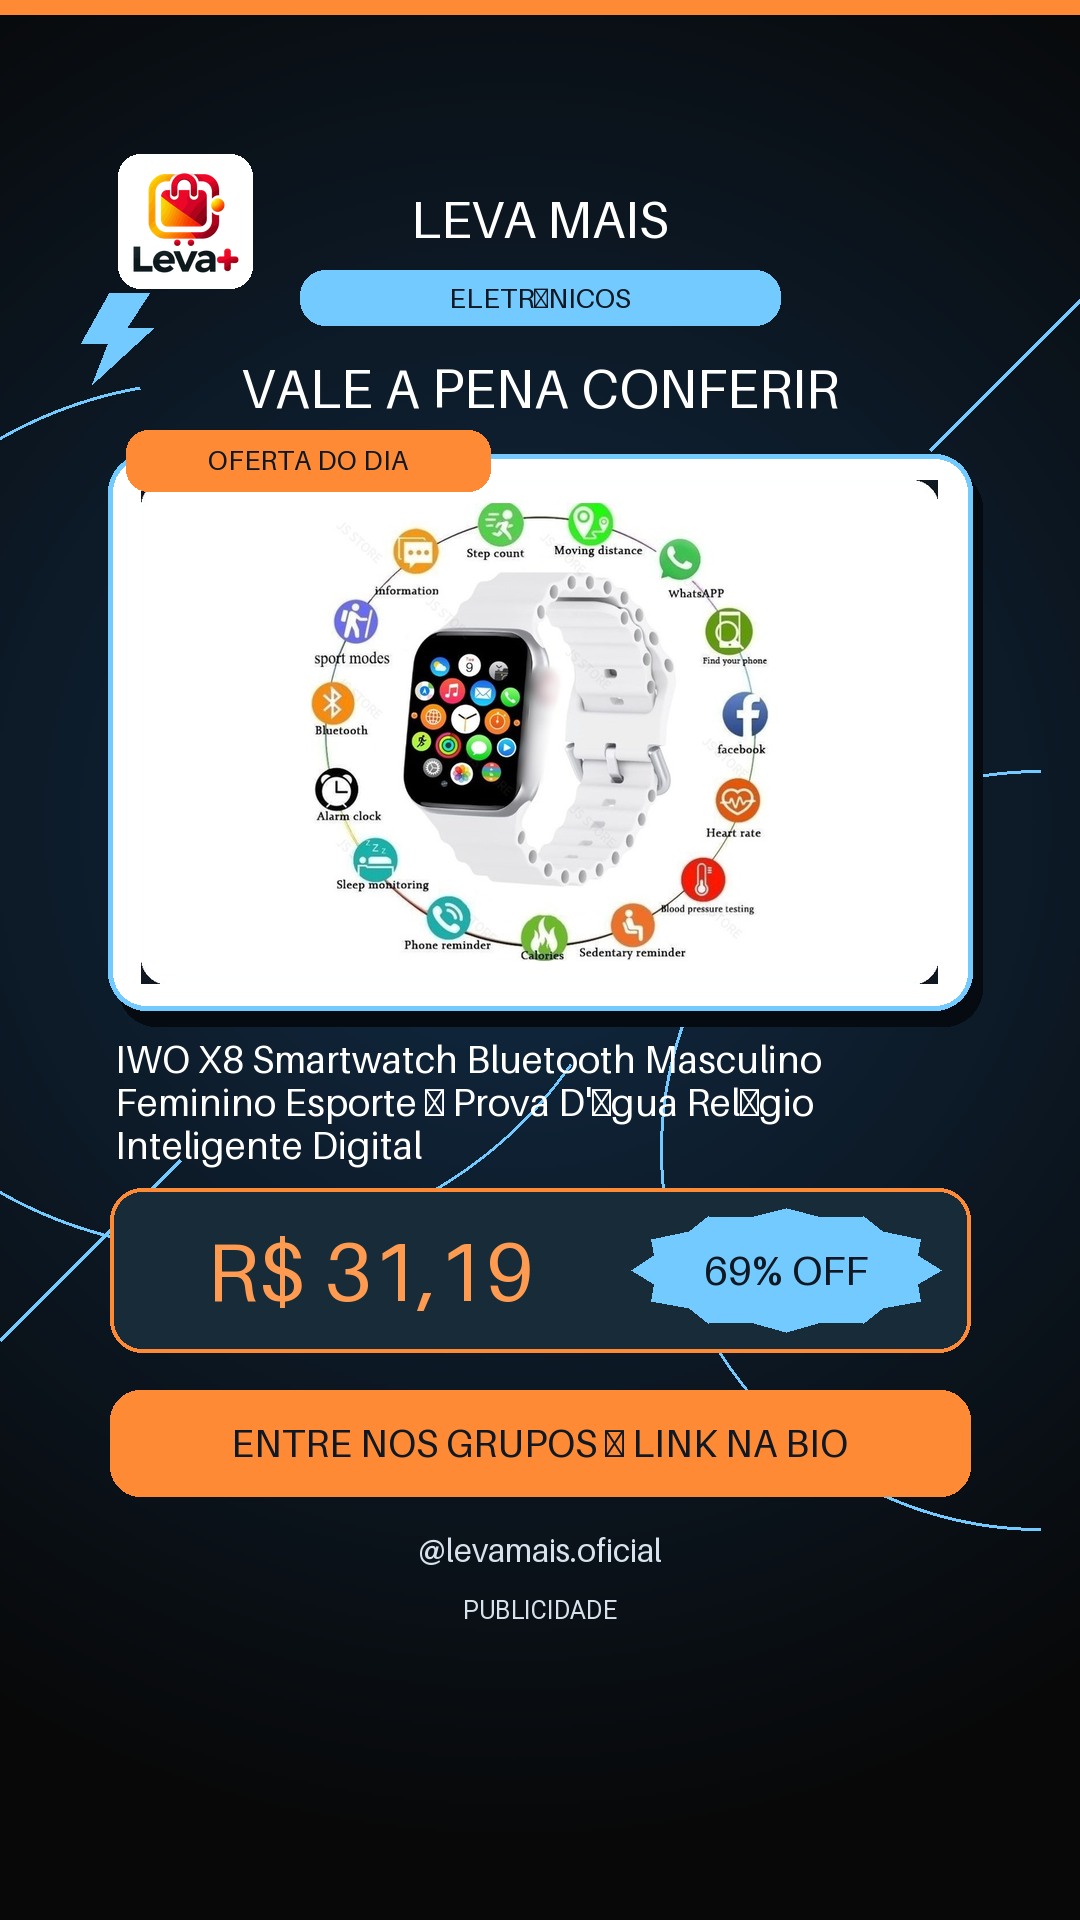 Leva+
LEVA MAIS
ELETR☒NICOS
VALE A PENA CONFERIR
OFERTA DO DIA
Step count
Moving distance
information
WhatsAPP
sport modes
Find your phone
Bluetooth
facebook
Alarm clock
Heart rate
Sleep monitoring
Blood pressure testing
Phone reminder
Calories
Sedentary reminder
9
JS STORE
IWO X8 Smartwatch Bluetooth Masculino
Feminino Esporte ☒ Prova D'☒gua Rel☒gio
Inteligente Digital
R$ 31,19
69% OFF
ENTRE NOS GRUPOS ☒ LINK NA BIO
@levamais.oficial
PUBLICIDADE